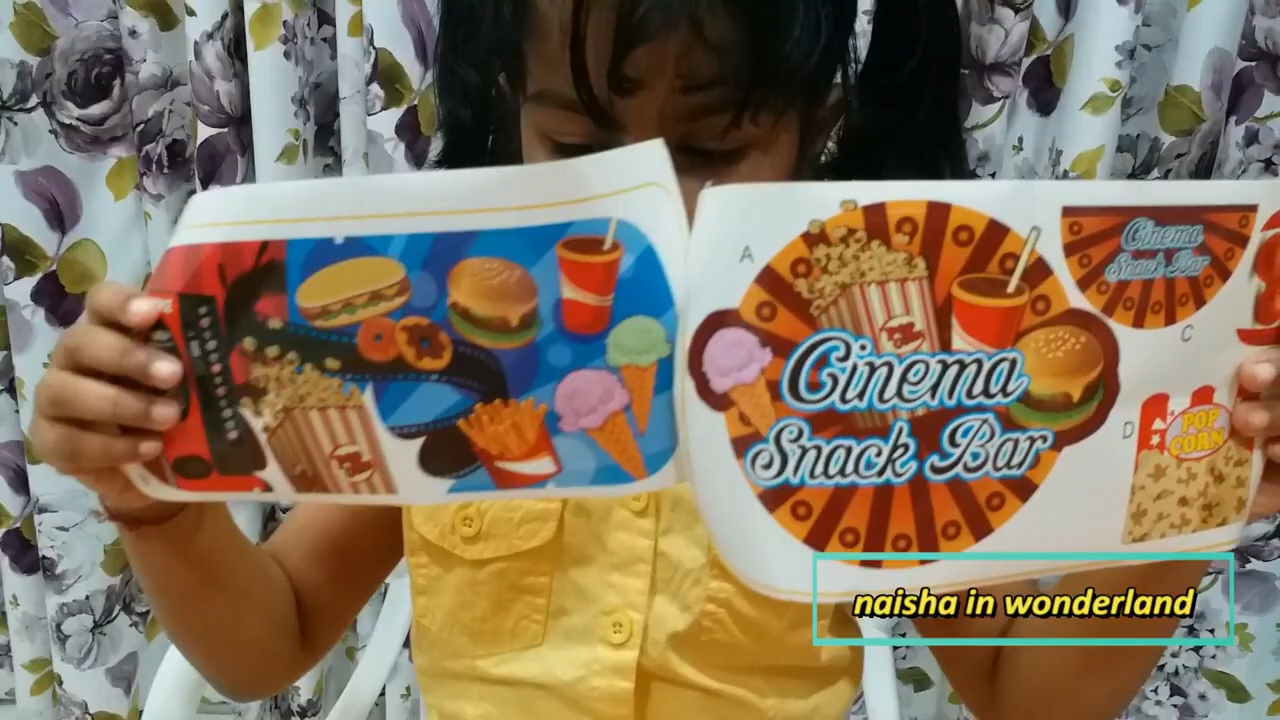 A
Cinema
Snack Bar
Cinema
Snack Bar
C
D
POP
CORN
naisha in wonderland